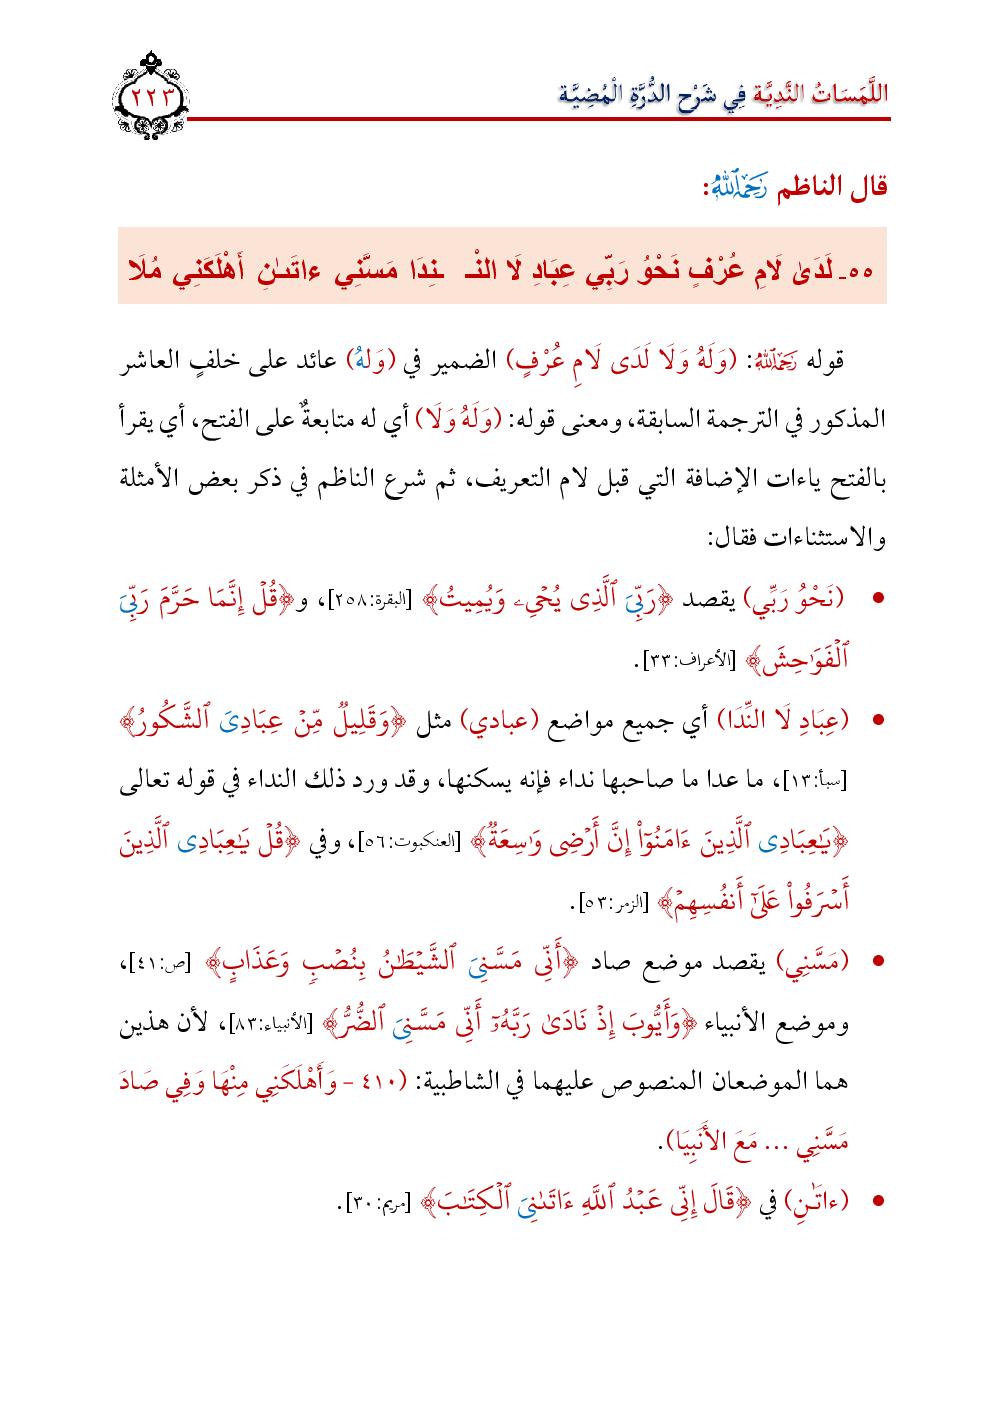 اللَّمَسَاتُ النَّدِيَّة فِي شَرْحِ الدُّرَّةِ الْمُضِيَّة
٢٢٣
قال الناظم رَحِمَهُ ٱللَّهُ:
٥٥- لَدَىٰ لَامِ عُرْفٍ نَحْوُ رَبِّي عِبَادِ لَا النْـ ـنِدَا مَسَّنِي ءاتَـٰنِ أَهْلَكَنِي مُلَا
قوله رَحِمَهُ ٱللَّهُ: (وَلَهُ وَلَا لَدَى لَامِ عُرْفٍ) الضمير في (وَلهُ) عائد على خلفٍ العاشر
المذكور في الترجمة السابقة، ومعنى قوله: (وَلَهُ وَلَا) أي له متابعةٌ على الفتح، أي يقرأ
بالفتح ياءات الإضافة التي قبل لام التعريف، ثم شرع الناظم في ذكر بعض الأمثلة
والاستثناءات فقال:
• (نَحْوُ رَبِّي) يقصد ﴿رَبِّيَ ٱلَّذِى يُحْىِۦ وَيُمِيتُ﴾ [البقرة:٢٥٨]، و﴿قُلْ إِنَّمَا حَرَّمَ رَبِّيَ
ٱلْفَوَٰحِشَ﴾ [الأعراف:٣٣].
• (عِبَادِ لَا النِّدَا) أي جميع مواضع (عبادي) مثل ﴿وَقَلِيلٌ مِّنْ عِبَادِيَ ٱلشَّكُورُ﴾
[سبأ:١٣]، ما عدا ما صاحبها نداء فإنه يسكنها، وقد ورد ذلك النداء في قوله تعالى
﴿يَٰعِبَادِى ٱلَّذِينَ ءَامَنُوٓاْ إِنَّ أَرْضِى وَٰسِعَةٌ﴾ [العنكبوت:٥٦]، وفي ﴿قُلْ يَٰعِبَادِى ٱلَّذِينَ
أَسْرَفُواْ عَلَىٰٓ أَنفُسِهِمْ﴾ [الزمر:٥٣].
• (مَسَّنِي) يقصد موضع صاد ﴿أَنِّى مَسَّنِىَ ٱلشَّيْطَٰنُ بِنُصْبٍ وَعَذَابٍ﴾ [ص:٤١]،
وموضع الأنبياء ﴿وَأَيُّوبَ إِذْ نَادَىٰ رَبَّهُۥٓ أَنِّى مَسَّنِىَ ٱلضُّرُّ﴾ [الأنبياء:٨٣]، لأن هذين
هما الموضعان المنصوص عليهما في الشاطبية: (٤١٠ - وَأَهْلَكَنِي مِنْهَا وَفِي صَادَ
مَسَّنِي ... مَعَ الأَنْبِيَا).
• (ءاتَـٰنِ) في ﴿قَالَ إِنِّى عَبْدُ ٱللَّهِ ءَاتَىٰنِىَ ٱلْكِتَٰبَ﴾ [مريم:٣٠].